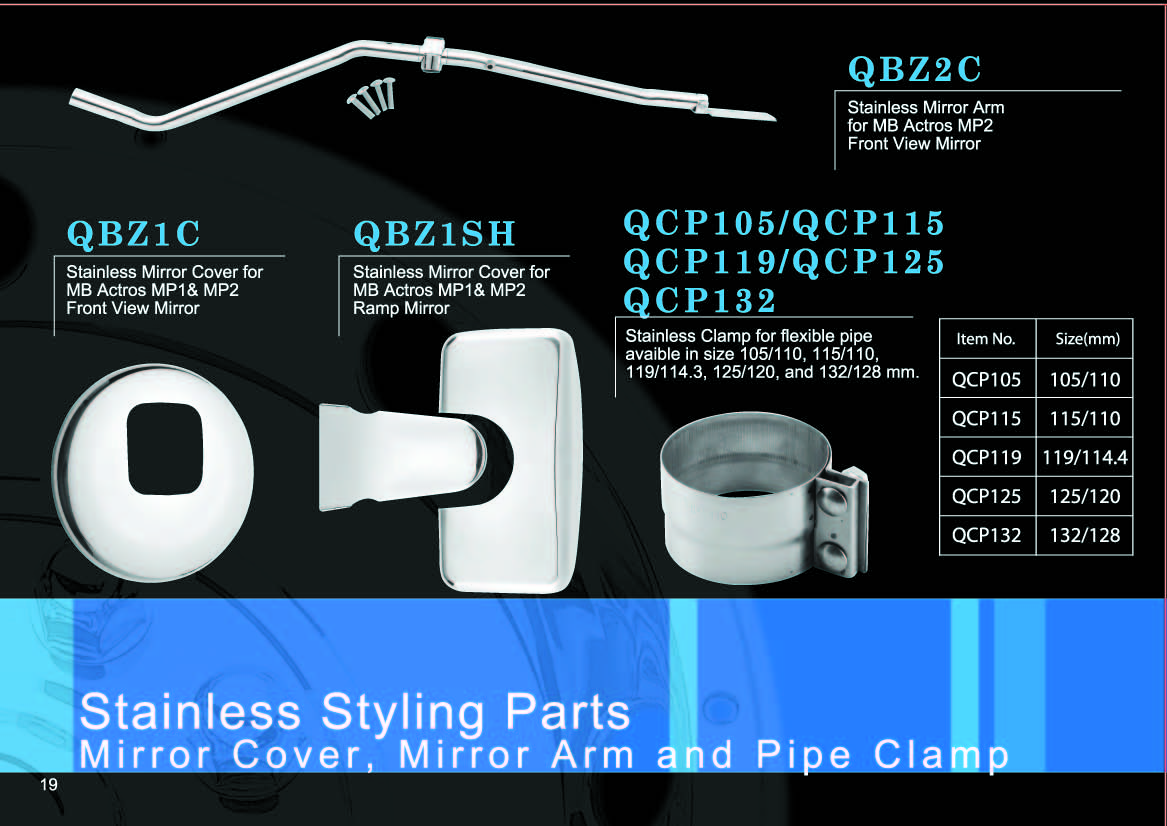 QBZ2C
Stainless Mirror Arm
for MB Actros MP2
Front View Mirror
QBZ1C
Stainless Mirror Cover for
MB Actros MP1& MP2
Front View Mirror
QBZ1SH
Stainless Mirror Cover for
MB Actros MP1& MP2
Ramp Mirror
QCP105/QCP115
QCP119/QCP125
QCP132
Stainless Clamp for flexible pipe
avaible in size 105/110, 115/110,
119/114.3, 125/120, and 132/128 mm.
Item No. Size(mm)
QCP105 105/110
QCP115 115/110
QCP119 119/114.4
QCP125 125/120
QCP132 132/128
Stainless Styling Parts
Mirror Cover, Mirror Arm and Pipe Clamp
19